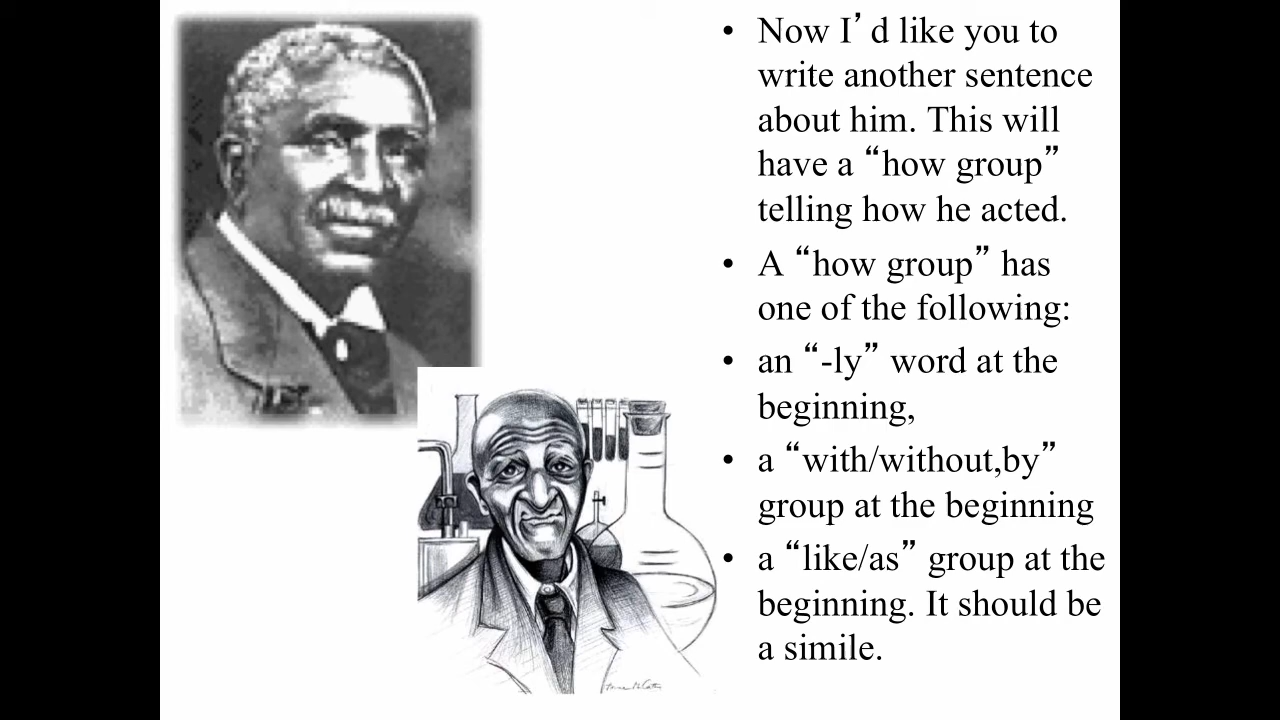 • Now I’d like you to
write another sentence
about him. This will
have a “how group”
telling how he acted.
• A “how group” has
one of the following:
• an “-ly” word at the
beginning,
• a “with/without,by”
group at the beginning
• a “like/as” group at the
beginning. It should be
a simile.